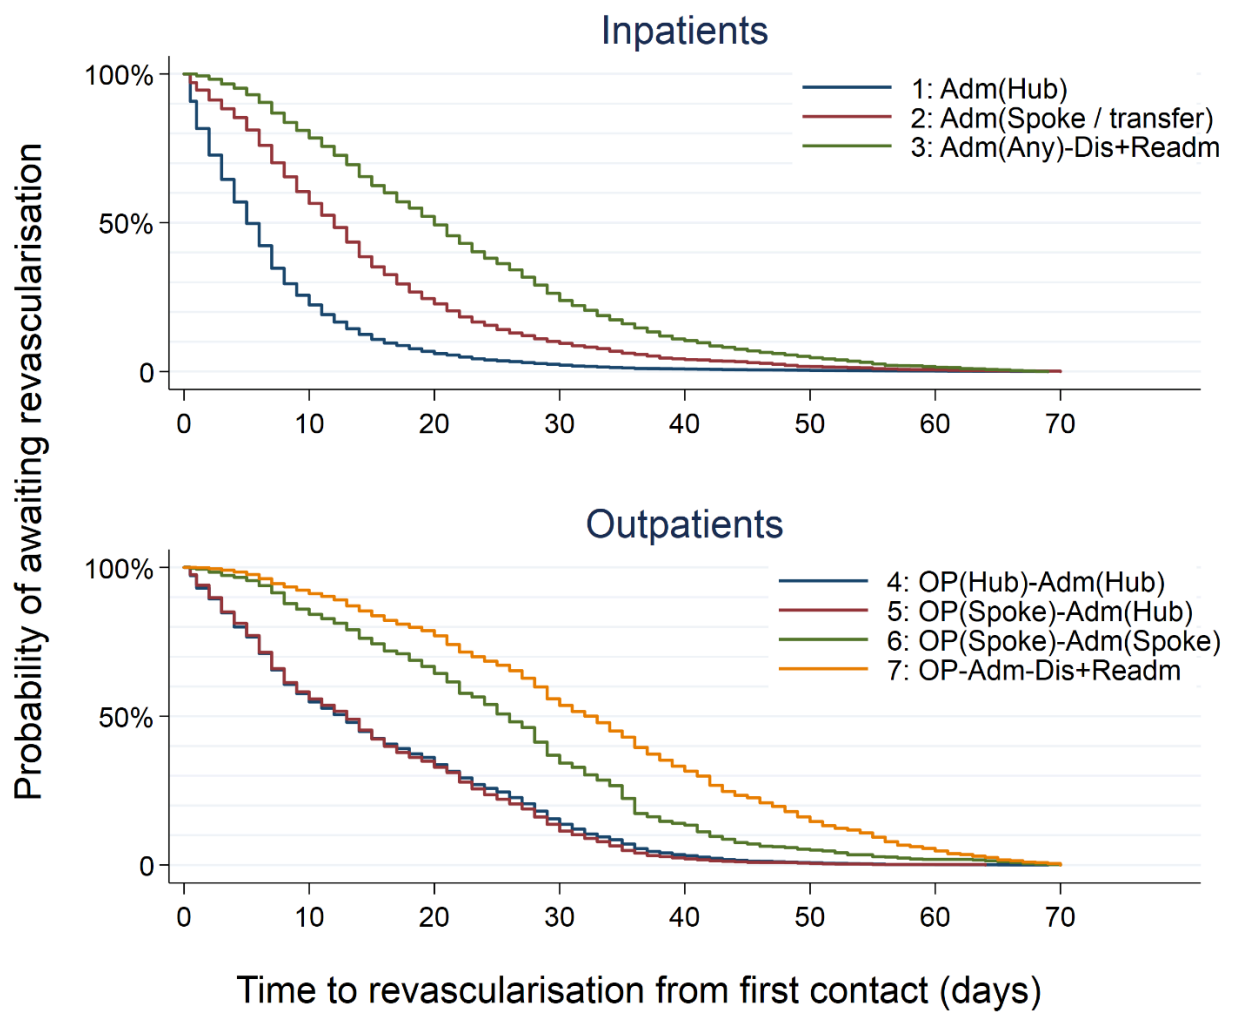 Inpatients
100%
50%
0
1: Adm(Hub)
2: Adm(Spoke / transfer)
3: Adm(Any)-Dis+Readm
0 10 20 30 40 50 60 70
Probability of awaiting revascularisation
Outpatients
100%
50%
0
4: OP(Hub)-Adm(Hub)
5: OP(Spoke)-Adm(Hub)
6: OP(Spoke)-Adm(Spoke)
7: OP-Adm-Dis+Readm
0 10 20 30 40 50 60 70
Time to revascularisation from first contact (days)